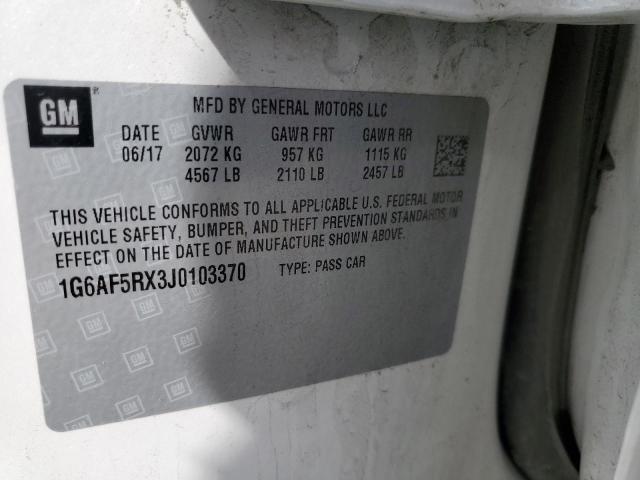 GM
MFD BY GENERAL MOTORS LLC
DATE GVWR GAWR FRT GAWR RR
06/17 2072 KG 957 KG 1115 KG
4567 LB 2110 LB 2457 LB
THIS VEHICLE CONFORMS TO ALL APPLICABLE U.S. FEDERAL MOTOR
VEHICLE SAFETY, BUMPER, AND THEFT PREVENTION STANDARDS IN
EFFECT ON THE DATE OF MANUFACTURE SHOWN ABOVE.
1G6AF5RX3J0103370 TYPE: PASS CAR